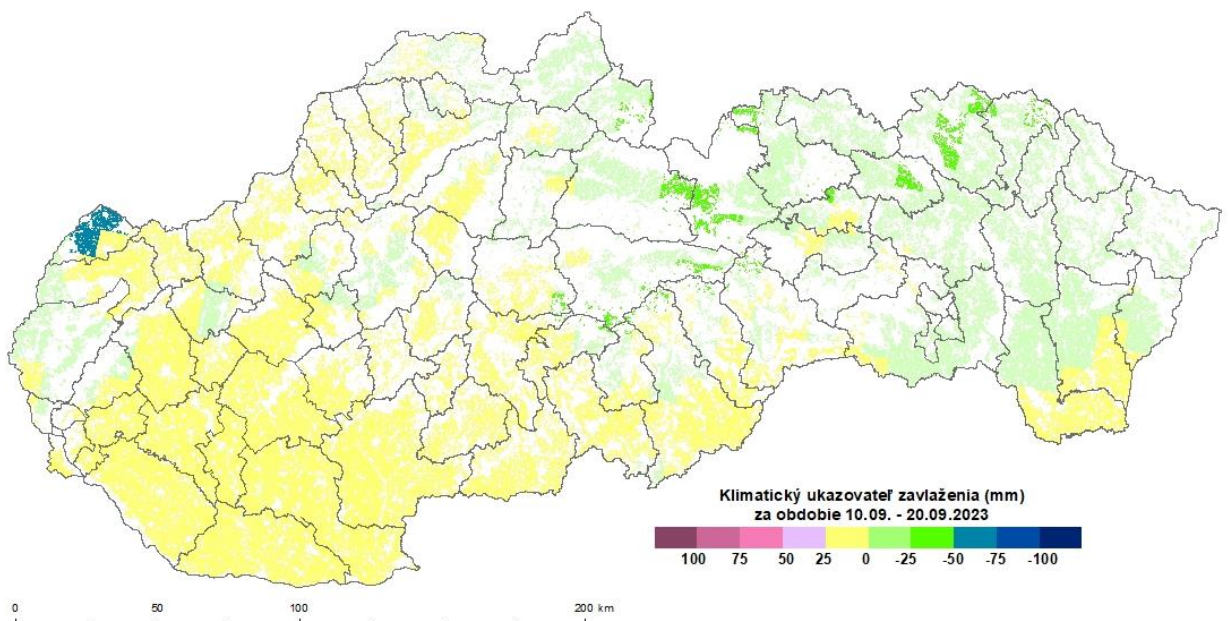 Klimatický ukazovateľ zavlaženia (mm)
za obdobie 10.09. - 20.09.2023
100 75 50 25 0 -25 -50 -75 -100
0 50 100 200 km